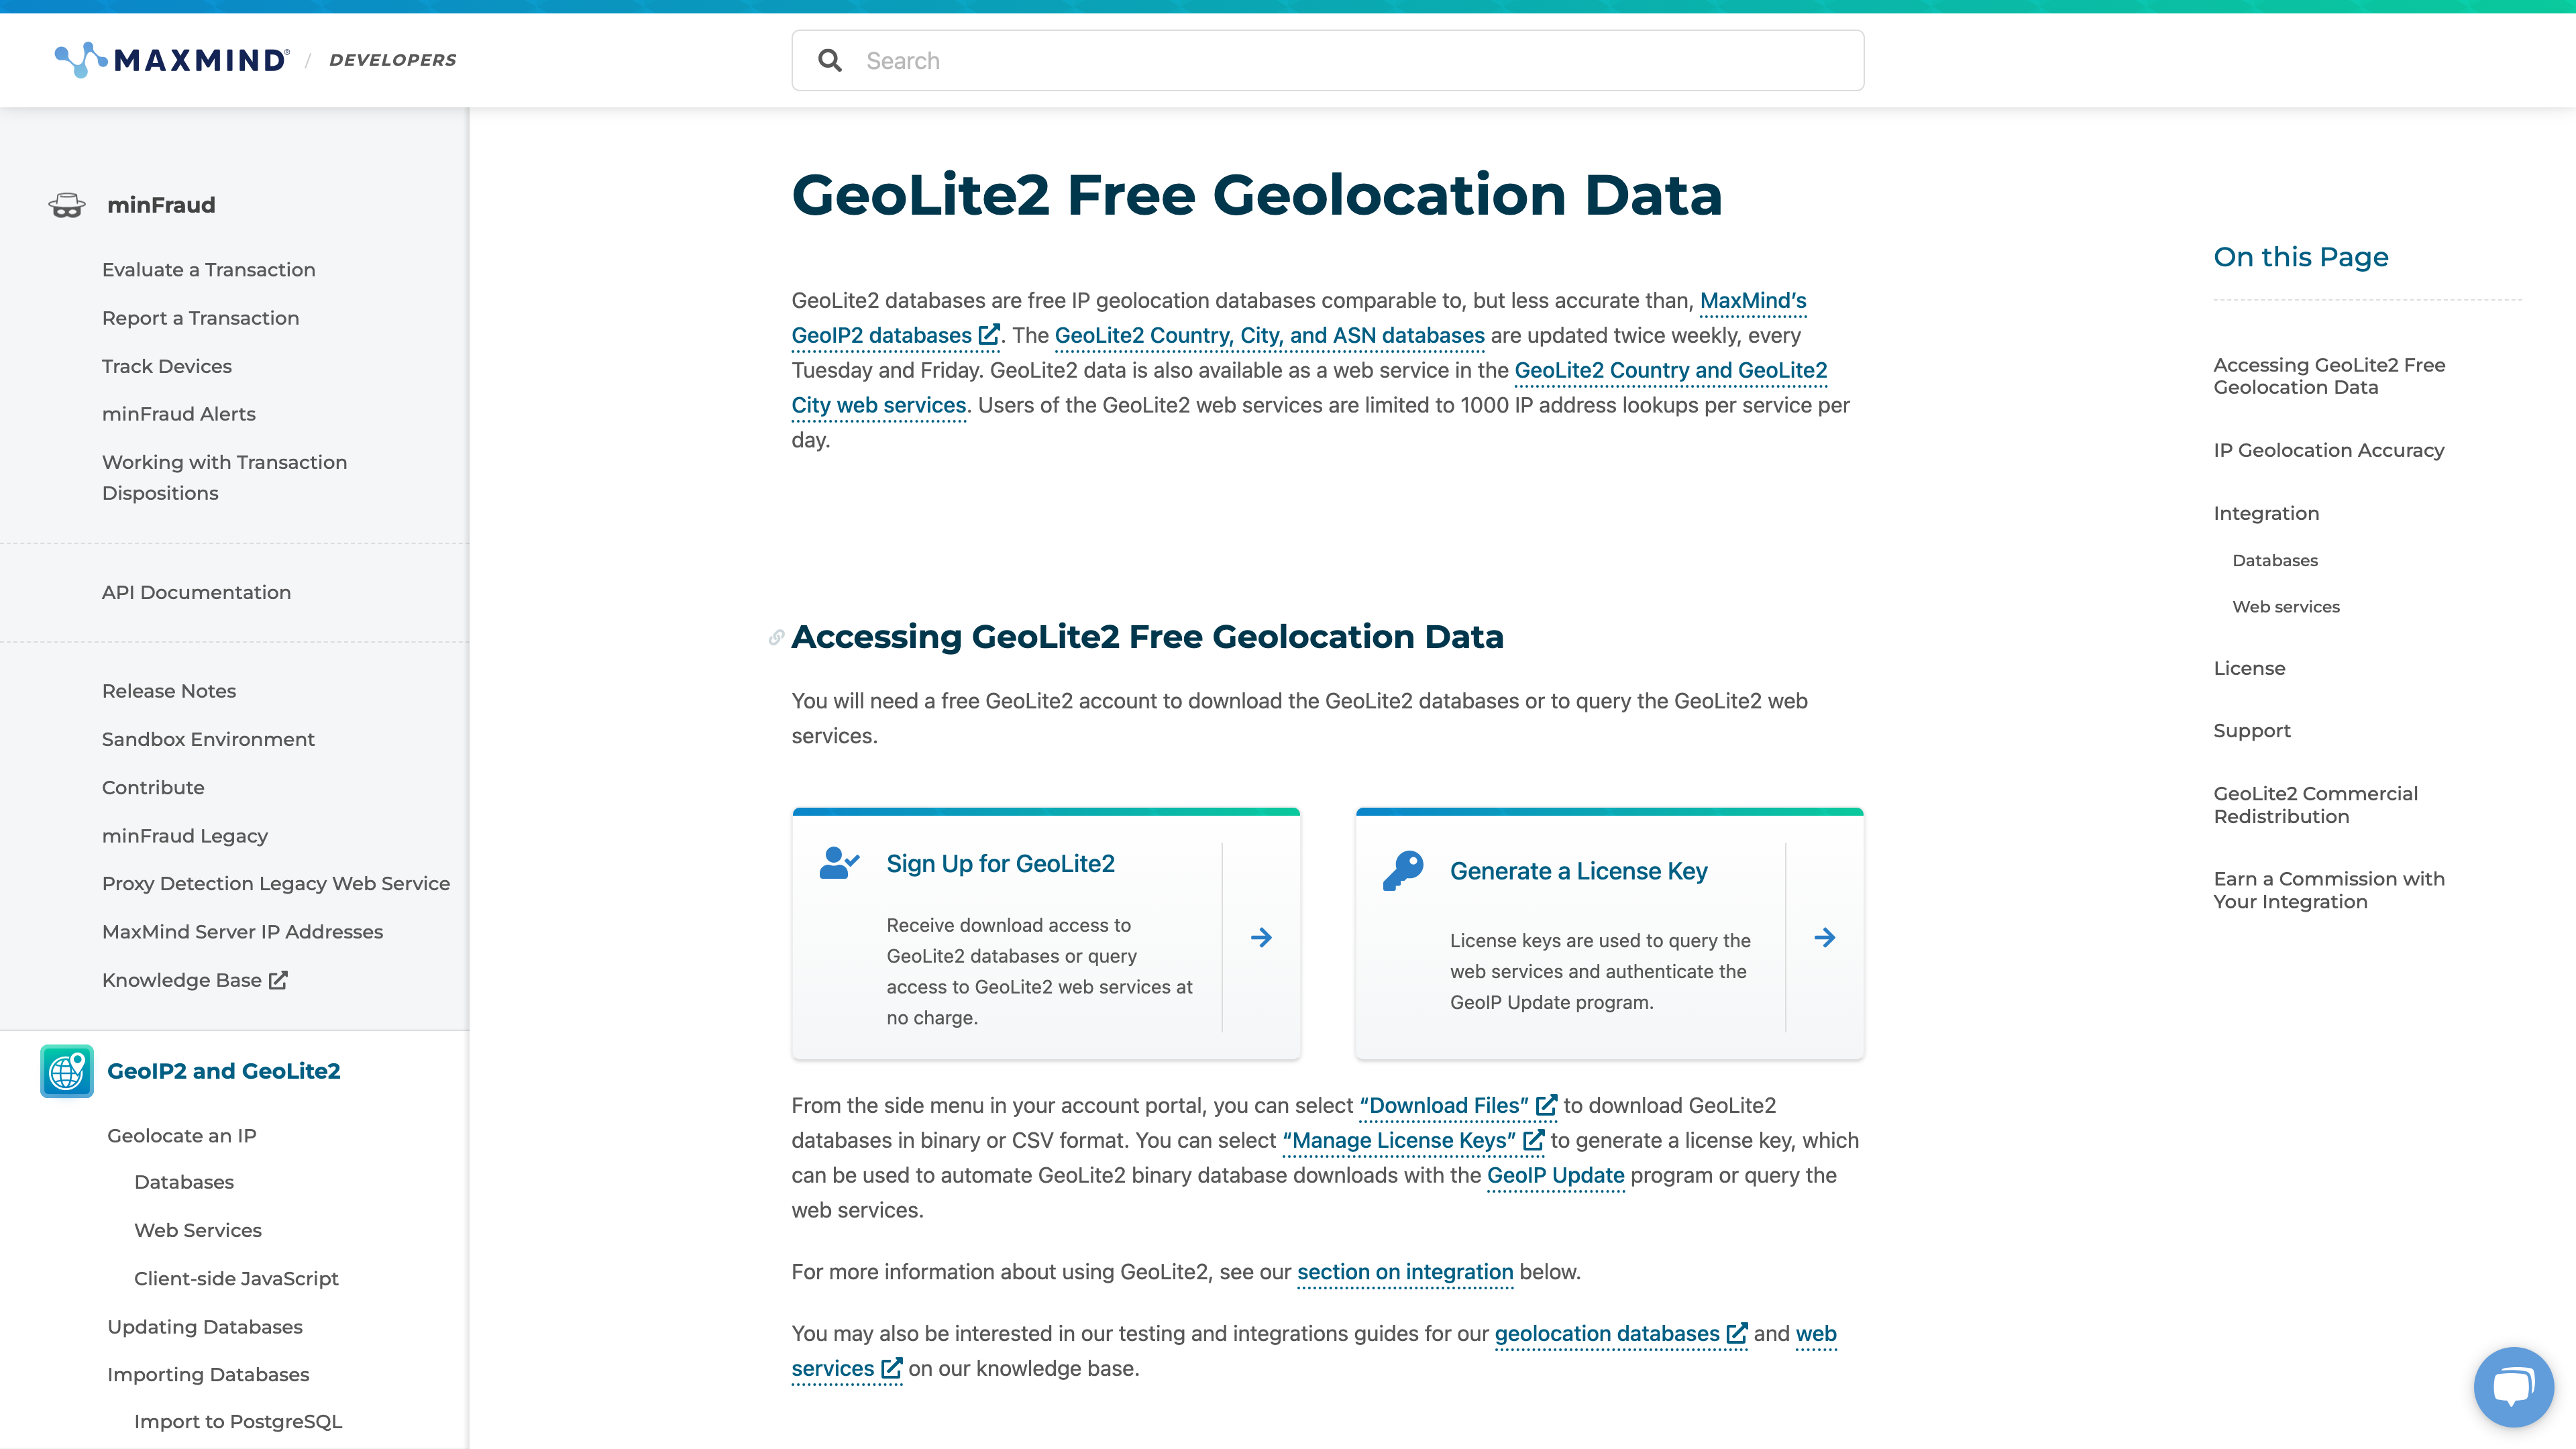 MAXMIND® / DEVELOPERS
Search
minFraud
Evaluate a Transaction
Report a Transaction
Track Devices
minFraud Alerts
Working with Transaction
Dispositions
API Documentation
Release Notes
Sandbox Environment
Contribute
minFraud Legacy
Proxy Detection Legacy Web Service
MaxMind Server IP Addresses
Knowledge Base
GeoIP2 and GeoLite2
Geolocate an IP
Databases
Web Services
Client-side JavaScript
Updating Databases
Importing Databases
Import to PostgreSQL
GeoLite2 Free Geolocation Data
GeoLite2 databases are free IP geolocation databases comparable to, but less accurate than, MaxMind’s
GeoIP2 databases. The GeoLite2 Country, City, and ASN databases are updated twice weekly, every
Tuesday and Friday. GeoLite2 data is also available as a web service in the GeoLite2 Country and GeoLite2
City web services. Users of the GeoLite2 web services are limited to 1000 IP address lookups per service per
day.
Accessing GeoLite2 Free Geolocation Data
You will need a free GeoLite2 account to download the GeoLite2 databases or to query the GeoLite2 web
services.
Sign Up for GeoLite2
Receive download access to
GeoLite2 databases or query
access to GeoLite2 web services at
no charge.
Generate a License Key
License keys are used to query the
web services and authenticate the
GeoIP Update program.
From the side menu in your account portal, you can select “Download Files” to download GeoLite2
databases in binary or CSV format. You can select “Manage License Keys” to generate a license key, which
can be used to automate GeoLite2 binary database downloads with the GeoIP Update program or query the
web services.
For more information about using GeoLite2, see our section on integration below.
You may also be interested in our testing and integrations guides for our geolocation databases and web
services on our knowledge base.
On this Page
Accessing GeoLite2 Free
Geolocation Data
IP Geolocation Accuracy
Integration
Databases
Web services
License
Support
GeoLite2 Commercial
Redistribution
Earn a Commission with
Your Integration